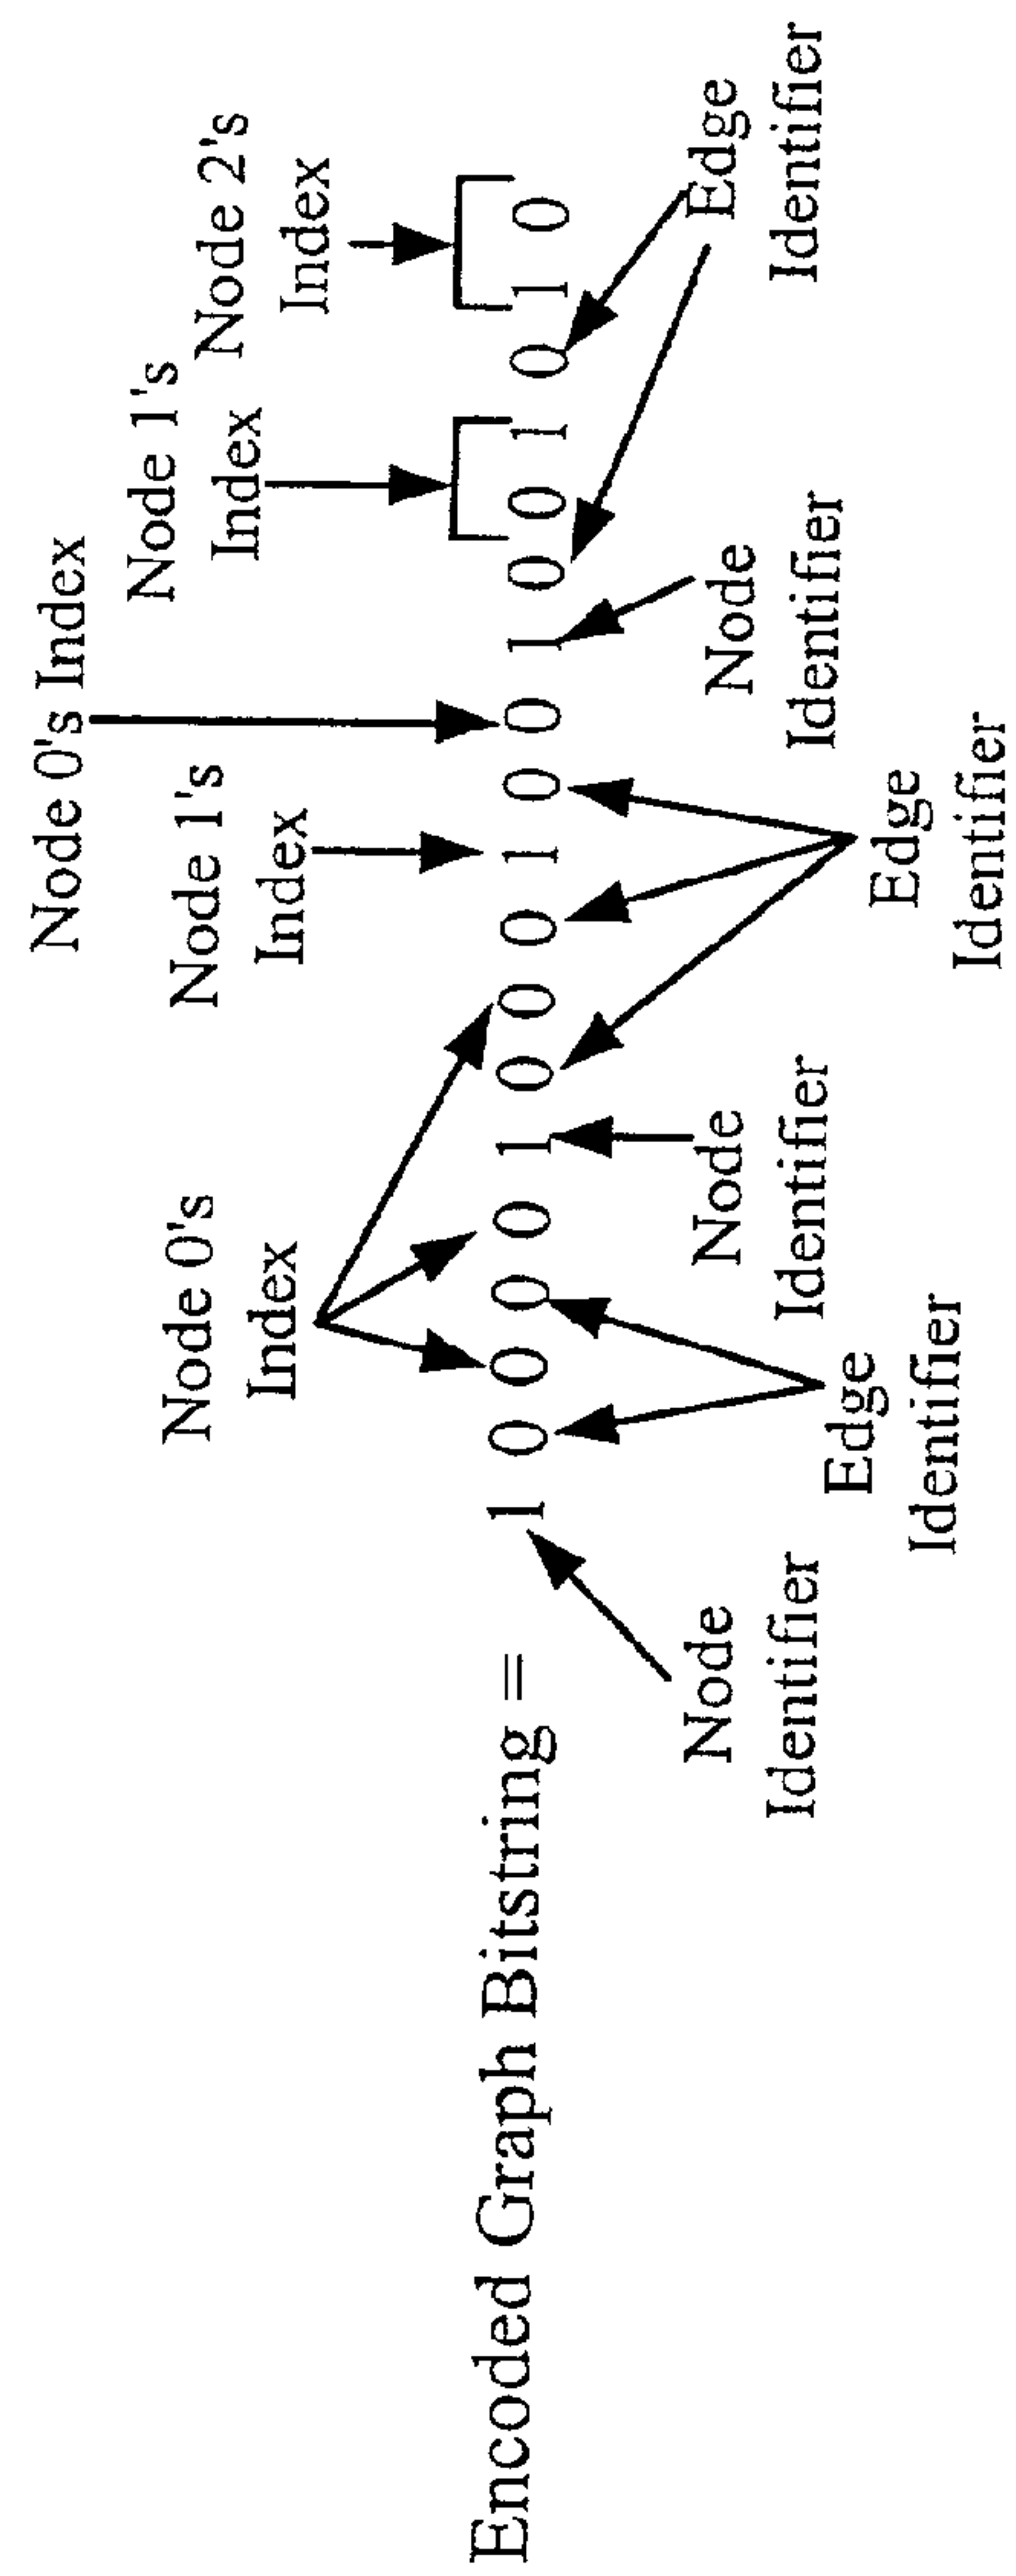 Node 0's
Index
Node 1's
Index
Node 0's Index
Node 1's
Index
Node 2's
Index
Encoded Graph Bitstring = 1 0 0 0 0 1 0 0 0 1 0 0 1 0 0 1 0 1 0
Node
Identifier
Edge
Identifier
Node
Identifier
Edge
Identifier
Node
Identifier
Edge
Identifier